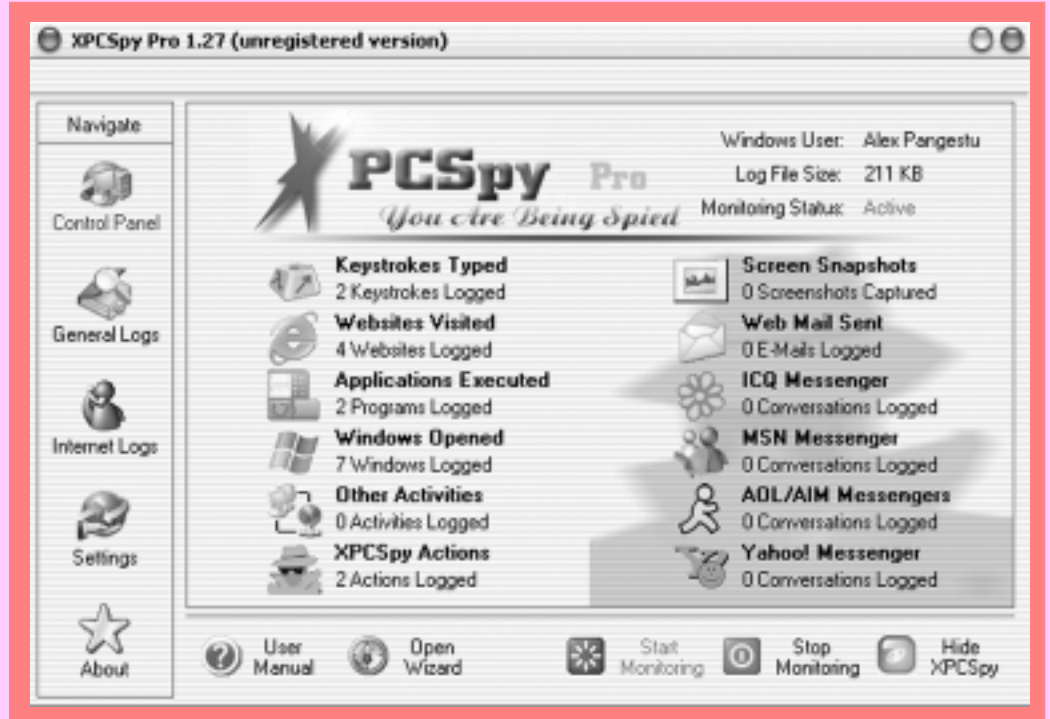 XPCSpy Pro 1.27 (unregistered version)
Navigate
Control Panel
General Logs
Internet Logs
Settings
About
XPCSpy Pro
You Are Being Spied
Windows User: Alex Pangestu
Log File Size: 211 KB
Monitoring Status: Active
Keystrokes Typed
2 Keystrokes Logged
Websites Visited
4 Websites Logged
Applications Executed
2 Programs Logged
Windows Opened
7 Windows Logged
Other Activities
0 Activities Logged
XPCSpy Actions
2 Actions Logged
Screen Snapshots
0 Screenshots Captured
Web Mail Sent
0 E-Mails Logged
ICQ Messenger
0 Conversations Logged
MSN Messenger
0 Conversations Logged
AOL/AIM Messengers
0 Conversations Logged
Yahoo! Messenger
0 Conversations Logged
User
Manual
Open
Wizard
Start
Monitoring
Stop
Monitoring
Hide
XPCSpy